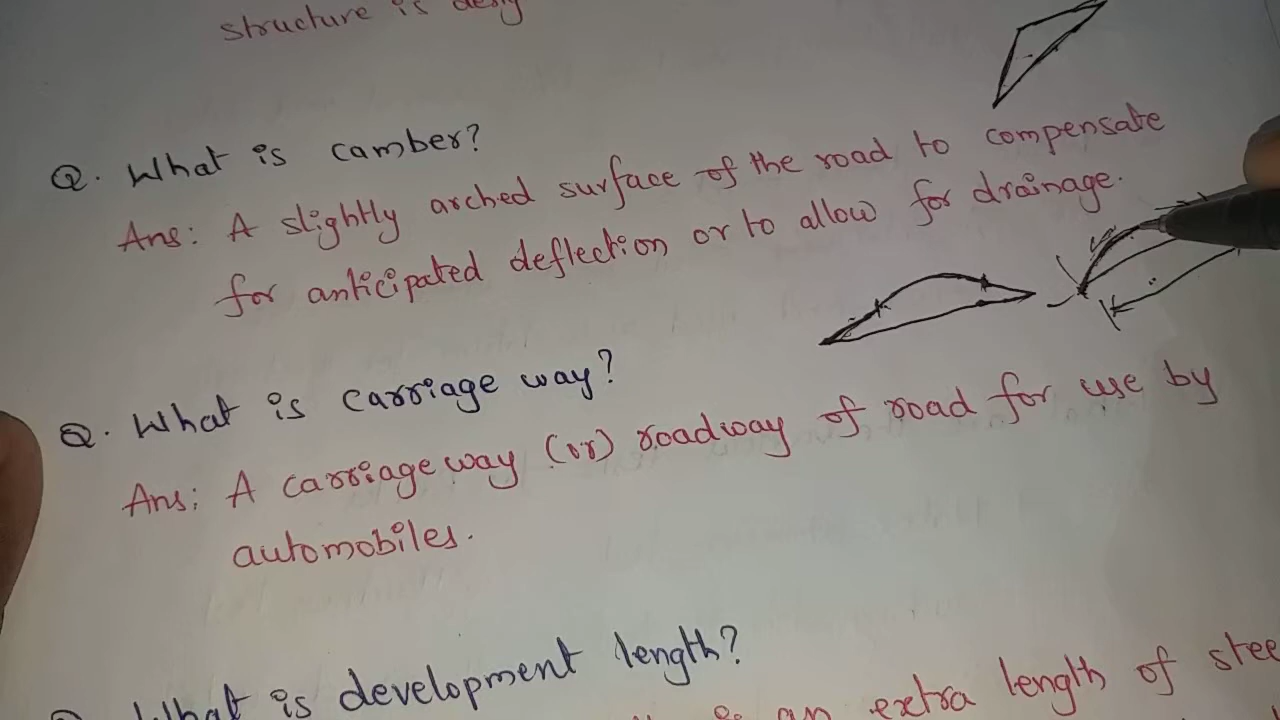 structure is desig
Q. What is camber?
Ans: A slightly arched surface of the road to compensate
for anticipated deflection or to allow for drainage.
Q. What is carriage way?
Ans: A carriage way (or) roadway of road for use by
automobiles.
What is development length?
is an extra length of stee